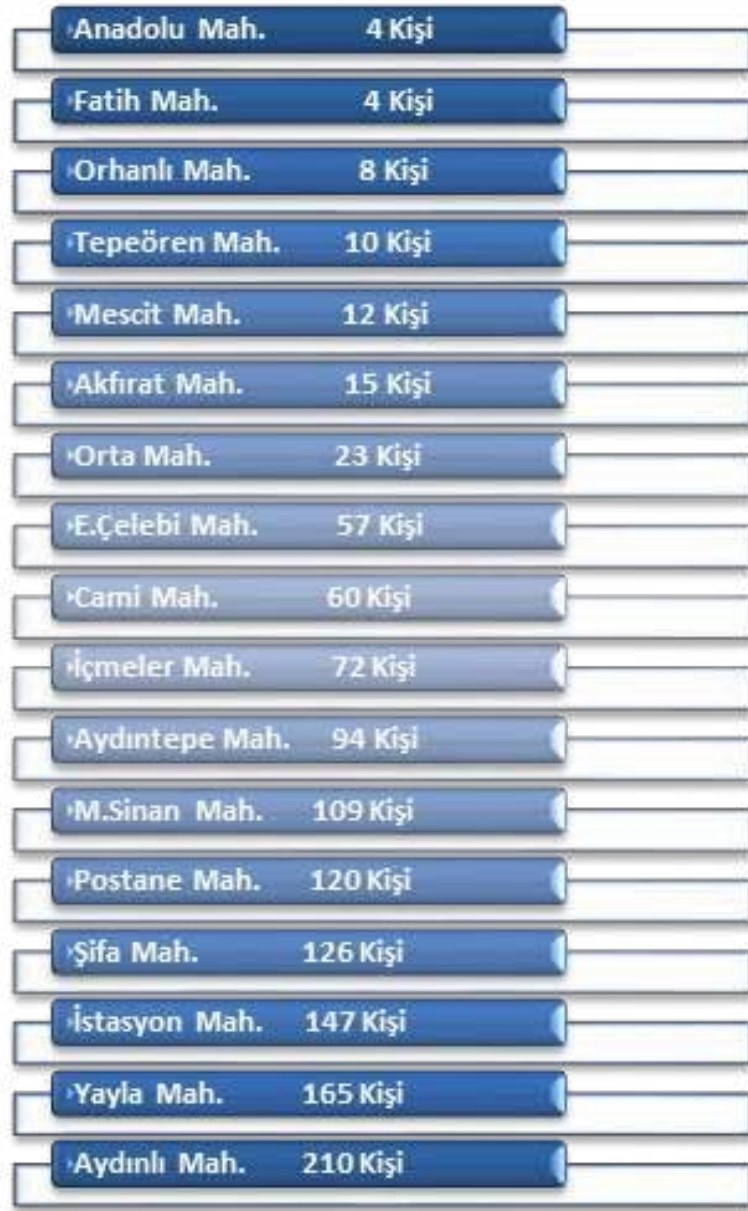 Anadolu Mah. 4 Kişi
Fatih Mah. 4 Kişi
Orhanlı Mah. 8 Kişi
Tepeören Mah. 10 Kişi
Mescit Mah. 12 Kişi
Akfırat Mah. 15 Kişi
Orta Mah. 23 Kişi
E.Çelebi Mah. 57 Kişi
Cami Mah. 60 Kişi
İçmeler Mah. 72 Kişi
Aydıntepe Mah. 94 Kişi
M.Sinan Mah. 109 Kişi
Postane Mah. 120 Kişi
Şifa Mah. 126 Kişi
İstasyon Mah. 147 Kişi
Yayla Mah. 165 Kişi
Aydınlı Mah. 210 Kişi